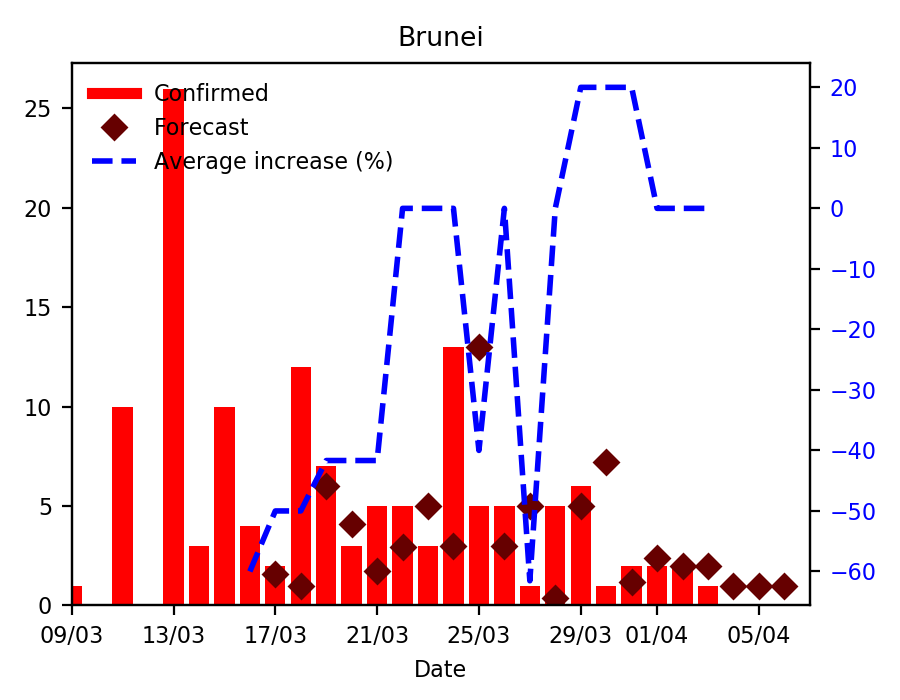 Brunei
Confirmed
Forecast
Average increase (%)
25
20
15
10
5
0
20
10
0
−10
−20
−30
−40
−50
−60
09/03 13/03 17/03 21/03 25/03 29/03 01/04 05/04
Date